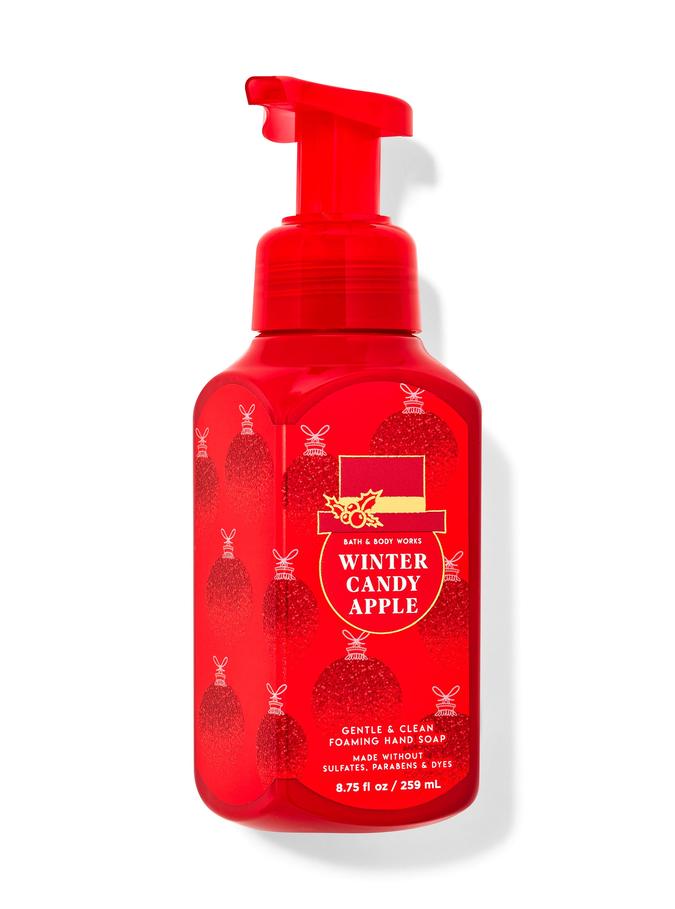 BATH & BODY WORKS
WINTER
CANDY
APPLE
GENTLE & CLEAN
FOAMING HAND SOAP
MADE WITHOUT
SULFATES, PARABENS & DYES
8.75 fl oz / 259 mL